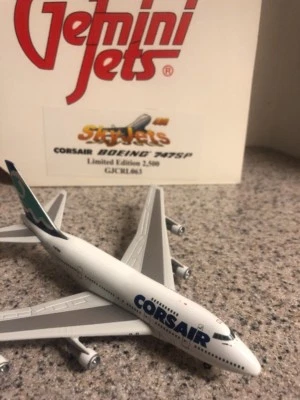 Gemini
Jets®
SkyJets
CORSAIR BOEING 747SP
Limited Edition 2,500
GJCRL063
CORSAIR